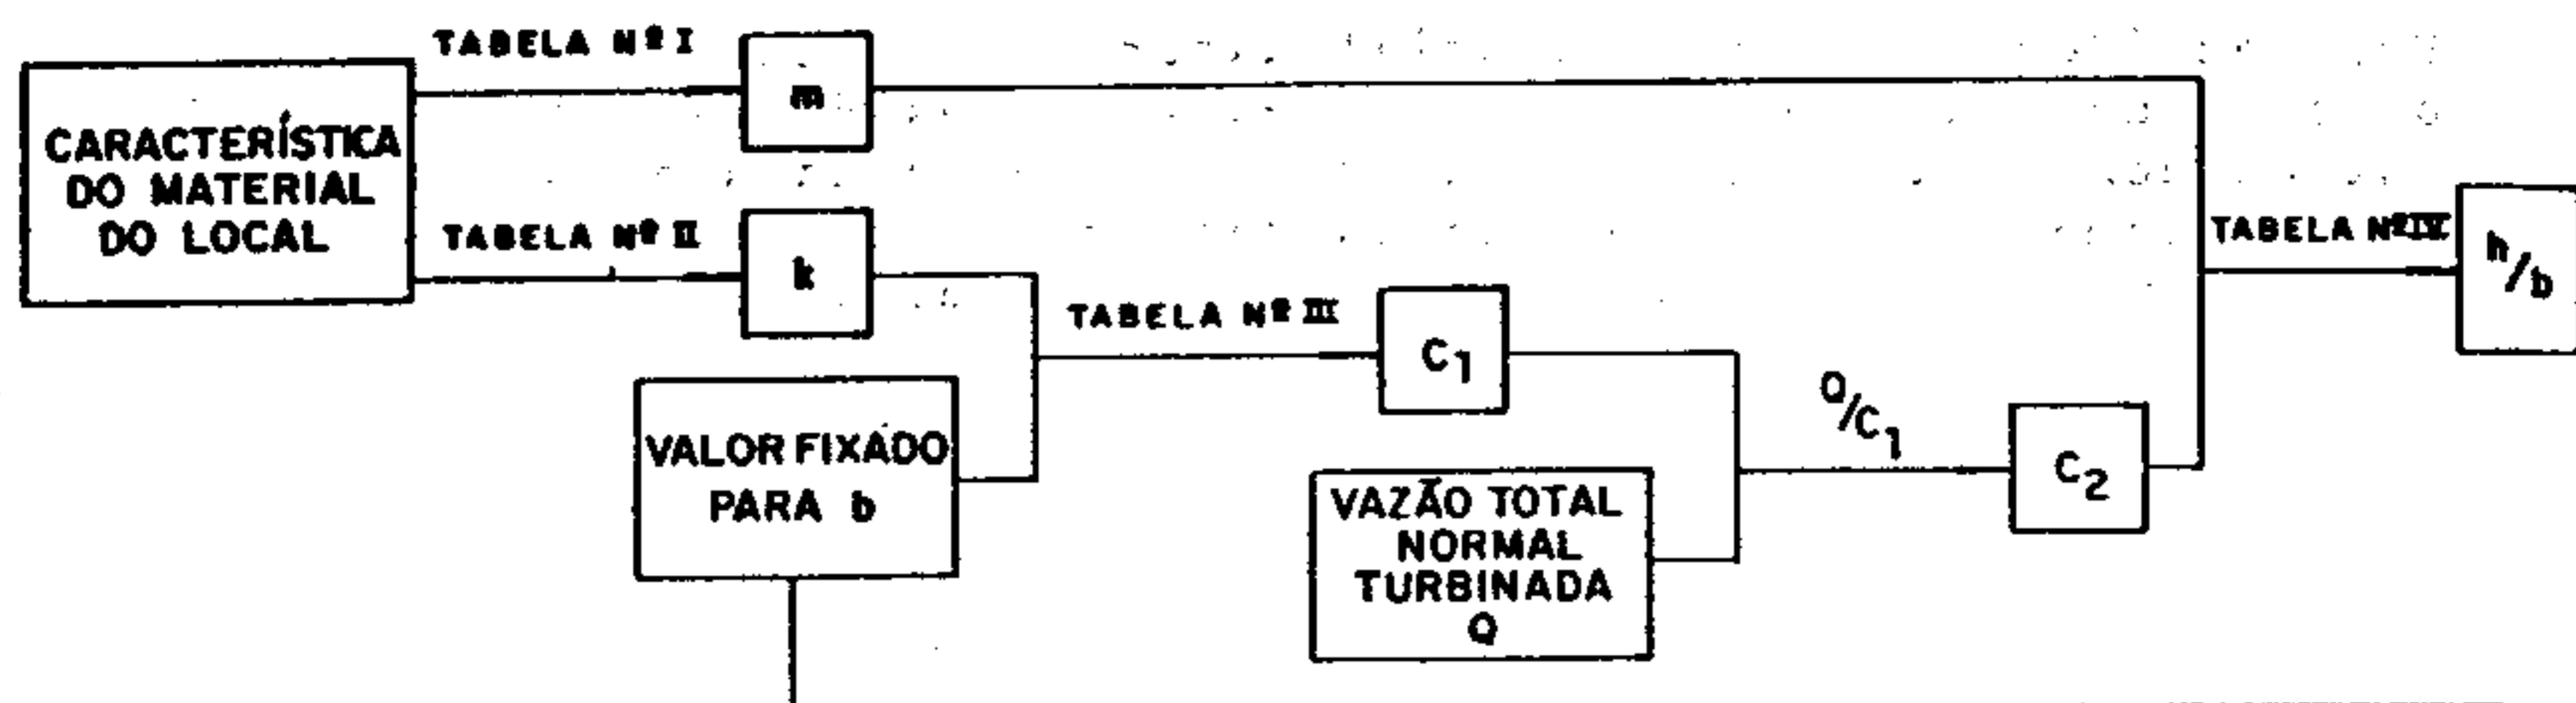 TABELA Nº I
m
CARACTERÍSTICA
DO MATERIAL
DO LOCAL
TABELA Nº II
k
TABELA Nº III
C1
VALOR FIXADO
PARA b
Q/C1
C2
VAZÃO TOTAL
NORMAL
TURBINADA
Q
TABELA Nº IV
h/b